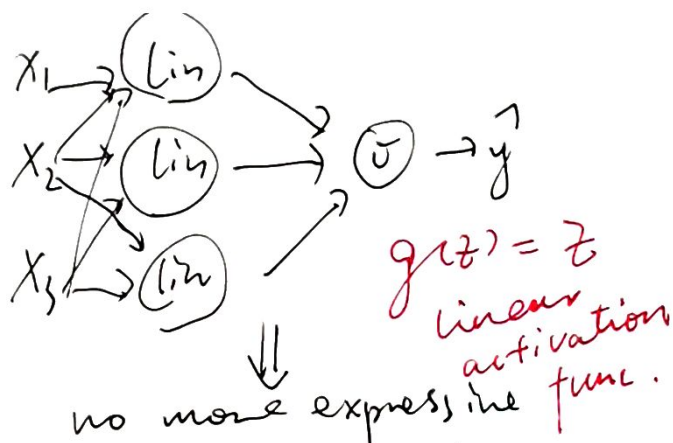 X₁ Lin
X₂ Lin → σ → ŷ
X₃ Lin
g(z) = z
linear
activation
func.
⇓
no more expressive